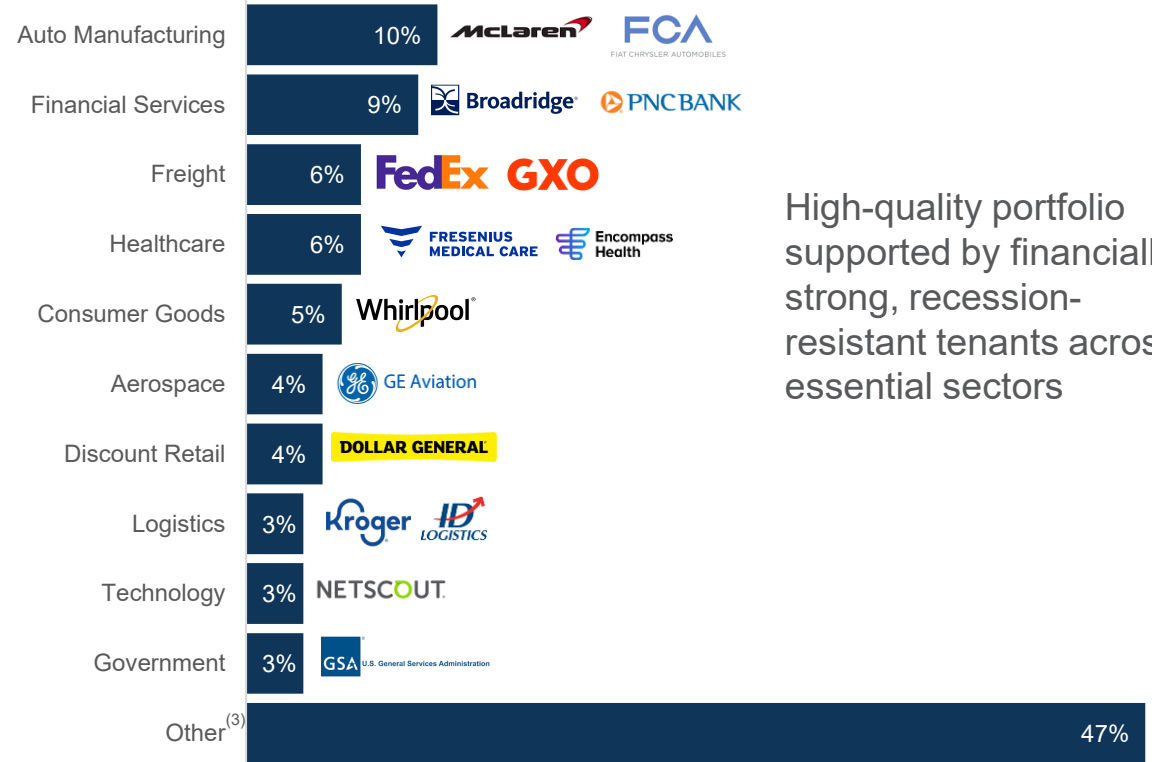 Auto Manufacturing 10% McLaren FCA
FIAT CHRYSLER AUTOMOBILES
Financial Services 9% Broadridge® PNC BANK
Freight 6% FedEx GXO
Healthcare 6% FRESENIUS MEDICAL CARE Encompass Health
Consumer Goods 5% Whirlpool®
Aerospace 4% GE GE Aviation
Discount Retail 4% DOLLAR GENERAL
Logistics 3% Kroger ID LOGISTICS
Technology 3% NETSCOUT
Government 3% GSA U.S. General Services Administration
Other(3) 47%
High-quality portfolio
supported by financiall
strong, recession-
resistant tenants acros
essential sectors